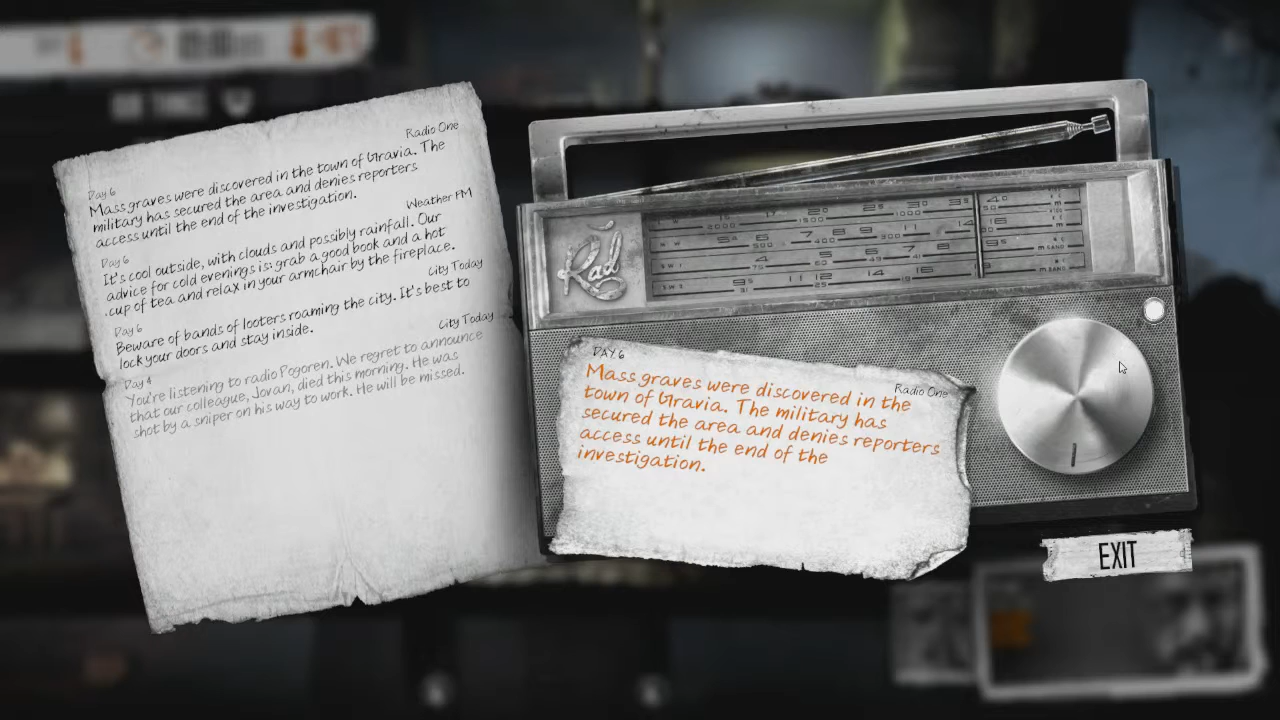 Radio One
Day 6
Mass graves were discovered in the town of Gravia. The
military has secured the area and denies reporters
access until the end of the investigation.
Weather FM
Day 6
It's cool outside, with clouds and possibly rainfall. Our
advice for cold evenings is: grab a good book and a hot
cup of tea and relax in your armchair by the fireplace.
City Today
Day 6
Beware of bands of looters roaming the city. It's best to
lock your doors and stay inside.
City Today
Day 4
You're listening to radio Pogoren. We regret to announce
that our colleague, Jovan, died this morning. He was
shot by a sniper on his way to work. He will be missed.
Rad
DAY 6
Radio One
Mass graves were discovered in the
town of Gravia. The military has
secured the area and denies reporters
access until the end of the
investigation.
EXIT